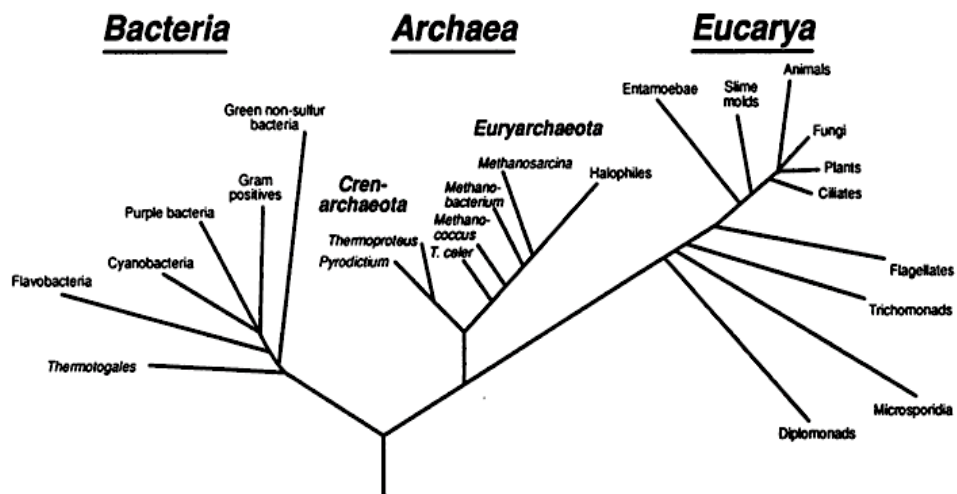 Bacteria
Archaea
Eucarya
Green non-sulfur
bacteria
Gram
positives
Purple bacteria
Cyanobacteria
Flavobacteria
Thermotogales
Cren-
archaeota
Thermoproteus
Pyrodictium
Euryarchaeota
Methanosarcina
Methano-
bacterium
Methano-
coccus
T. celer
Halophiles
Entamoebae
Slime
molds
Animals
Fungi
Plants
Ciliates
Flagellates
Trichomonads
Microsporidia
Diplomonads